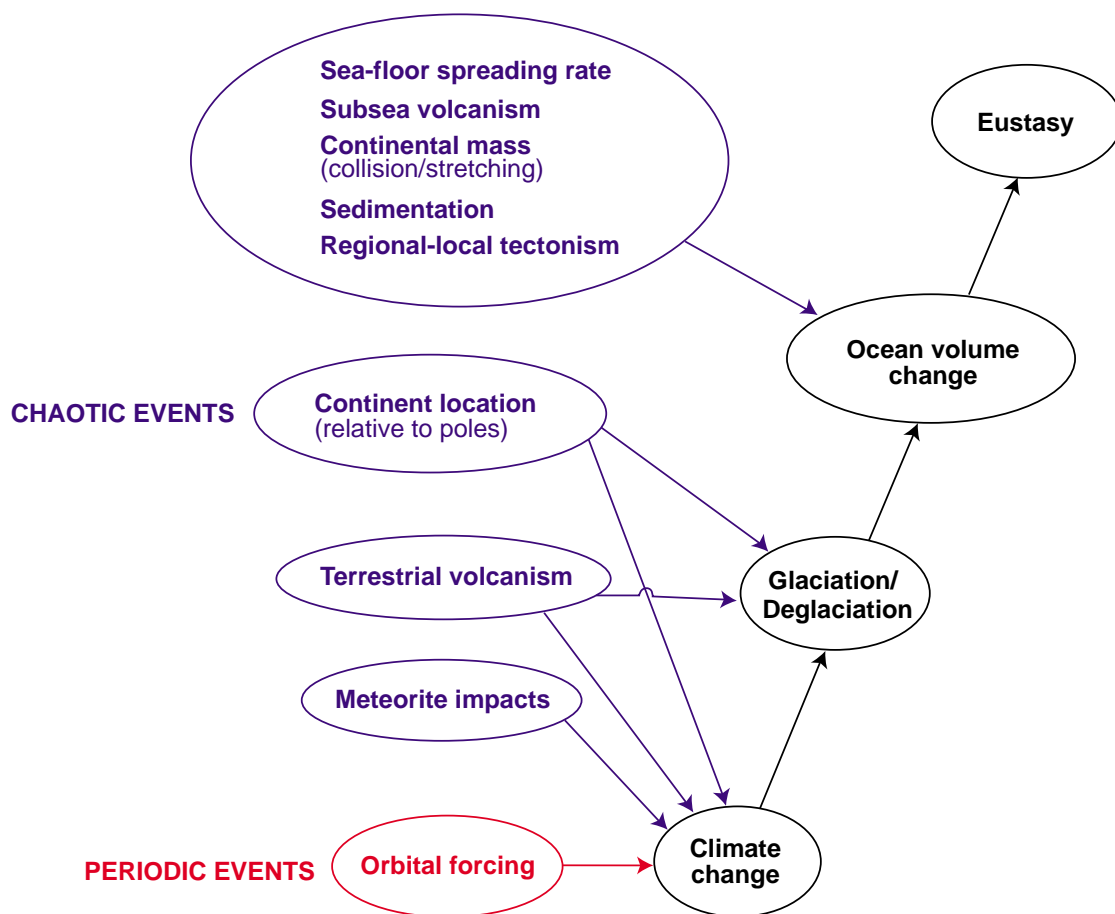 Sea-floor spreading rate
Subsea volcanism
Continental mass
(collision/stretching)
Sedimentation
Regional-local tectonism
Eustasy
Ocean volume
change
CHAOTIC EVENTS
Continent location
(relative to poles)
Terrestrial volcanism
Glaciation/
Deglaciation
Meteorite impacts
PERIODIC EVENTS
Orbital forcing
Climate
change